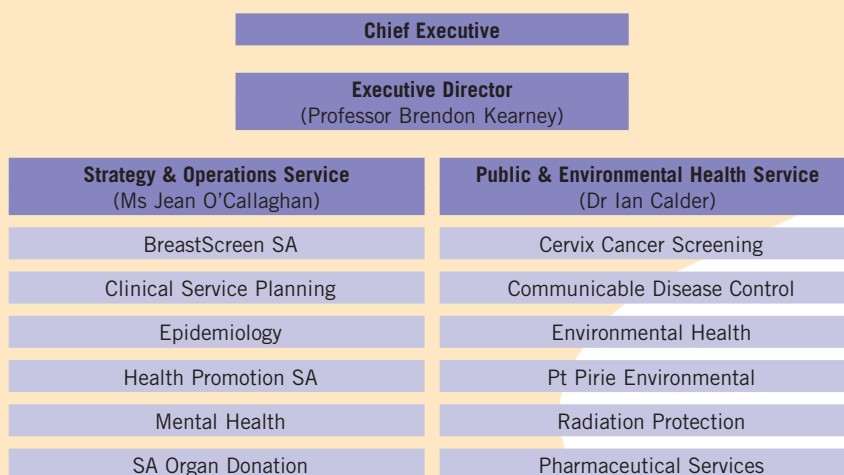 Chief Executive
Executive Director
(Professor Brendon Kearney)
Strategy & Operations Service
(Ms Jean O’Callaghan)
BreastScreen SA
Clinical Service Planning
Epidemiology
Health Promotion SA
Mental Health
SA Organ Donation
Public & Environmental Health Service
(Dr Ian Calder)
Cervix Cancer Screening
Communicable Disease Control
Environmental Health
Pt Pirie Environmental
Radiation Protection
Pharmaceutical Services